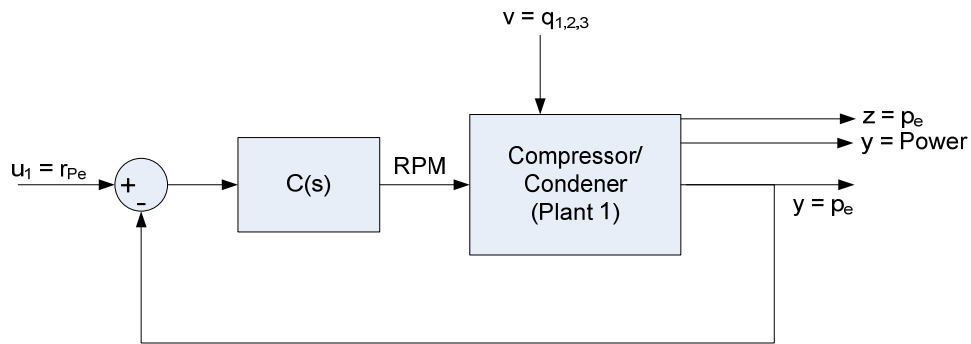 v = q1,2,3
z = pe
y = Power
u1 = rPe
+
-
C(s)
RPM
Compressor/
Condener
(Plant 1)
y = pe